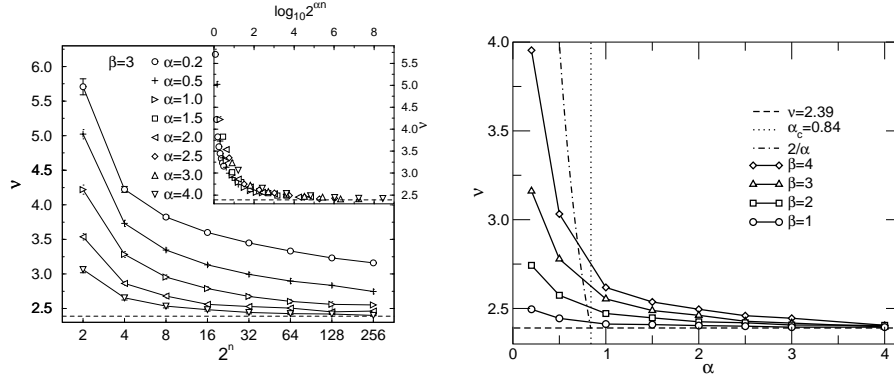 log₁₀2^αn
0 2 4 6 8
β=3
α=0.2
α=0.5
α=1.0
α=1.5
α=2.0
α=2.5
α=3.0
α=4.0
6.0
5.5
5.0
4.5
4.0
3.5
3.0
2.5
ν
5.5
5.0
4.5
4.0
3.5
3.0
2.5
ν
2 4 8 16 32 64 128 256
2ⁿ
4.0
3.5
3.0
2.5
2.0
ν
ν=2.39
α_c=0.84
2/α
β=4
β=3
β=2
β=1
0 1 2 3 4
α